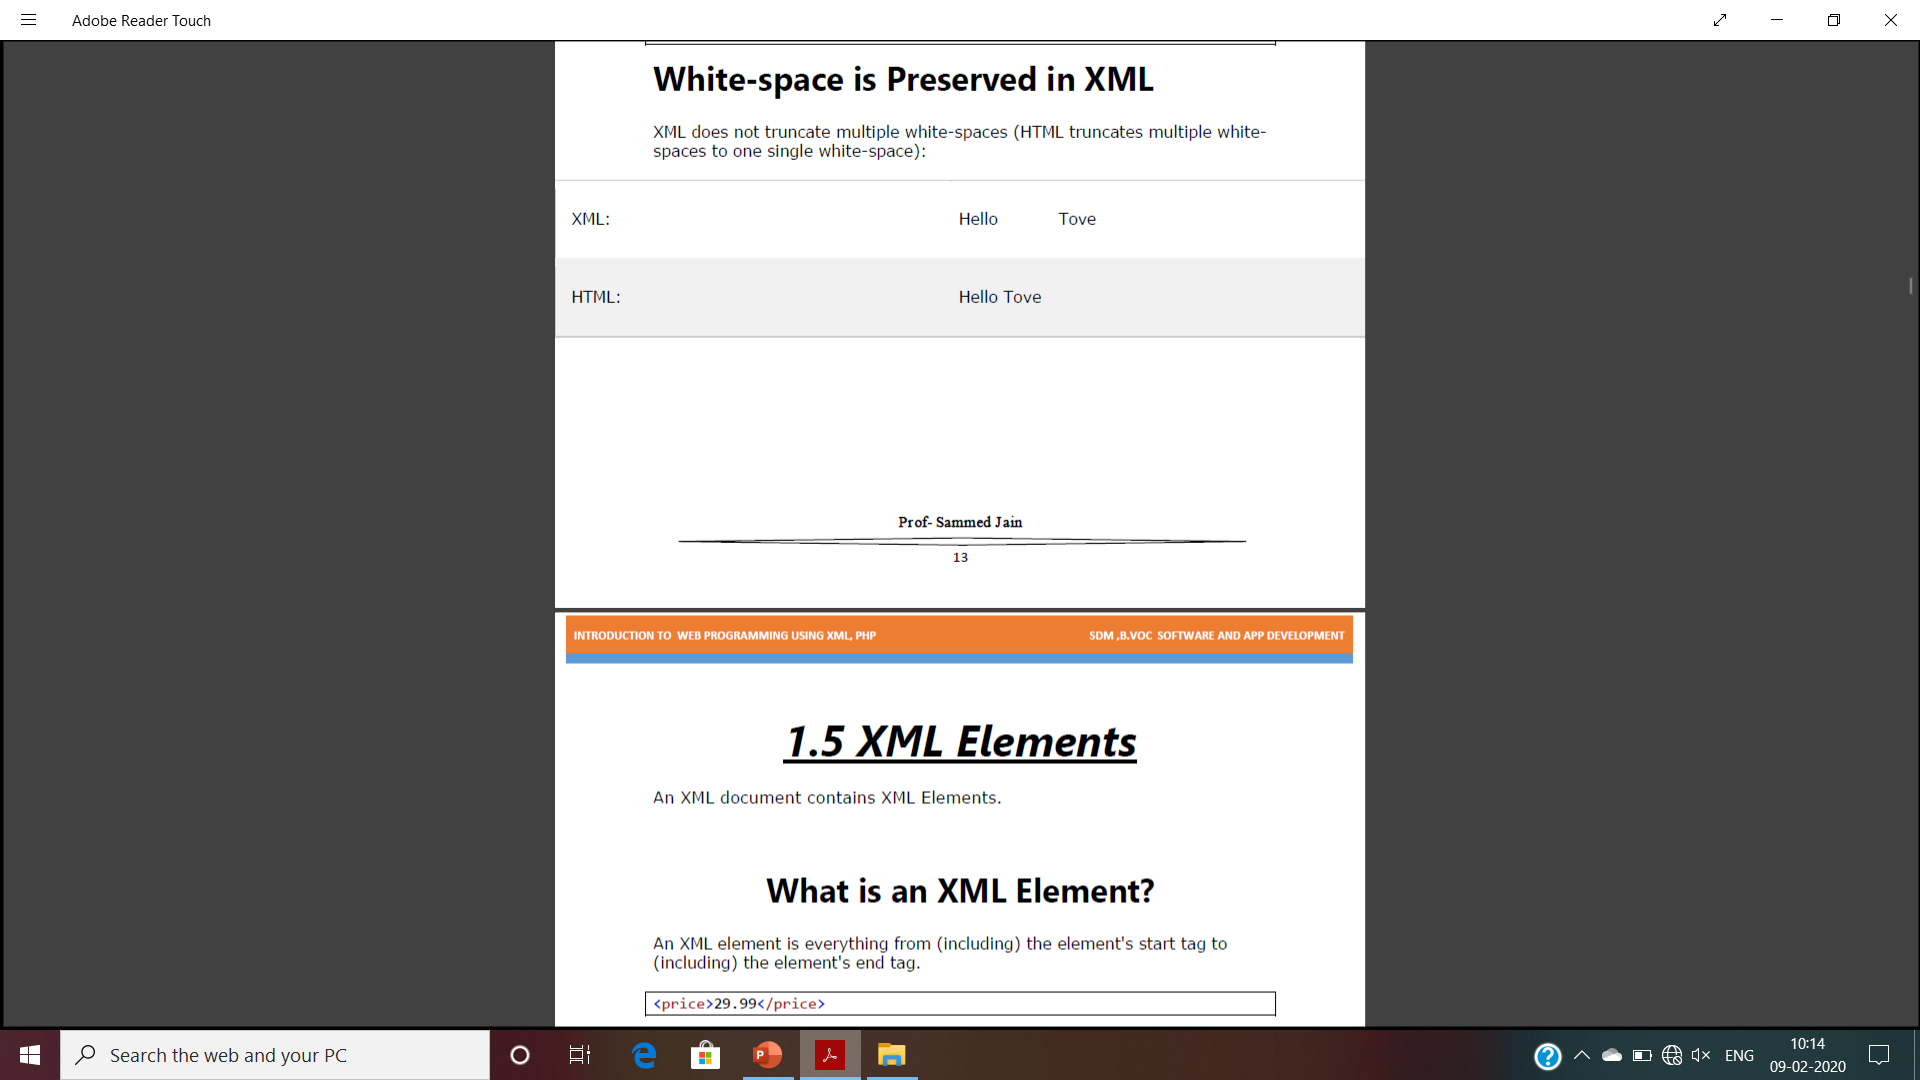 Adobe Reader Touch
White-space is Preserved in XML
XML does not truncate multiple white-spaces (HTML truncates multiple white-
spaces to one single white-space):
XML: Hello Tove
HTML: Hello Tove
Prof- Sammed Jain
13
INTRODUCTION TO WEB PROGRAMMING USING XML, PHP SDM ,B.VOC SOFTWARE AND APP DEVELOPMENT
1.5 XML Elements
An XML document contains XML Elements.
What is an XML Element?
An XML element is everything from (including) the element's start tag to
(including) the element's end tag.
<price>29.99</price>
Search the web and your PC
ENG
10:14
09-02-2020